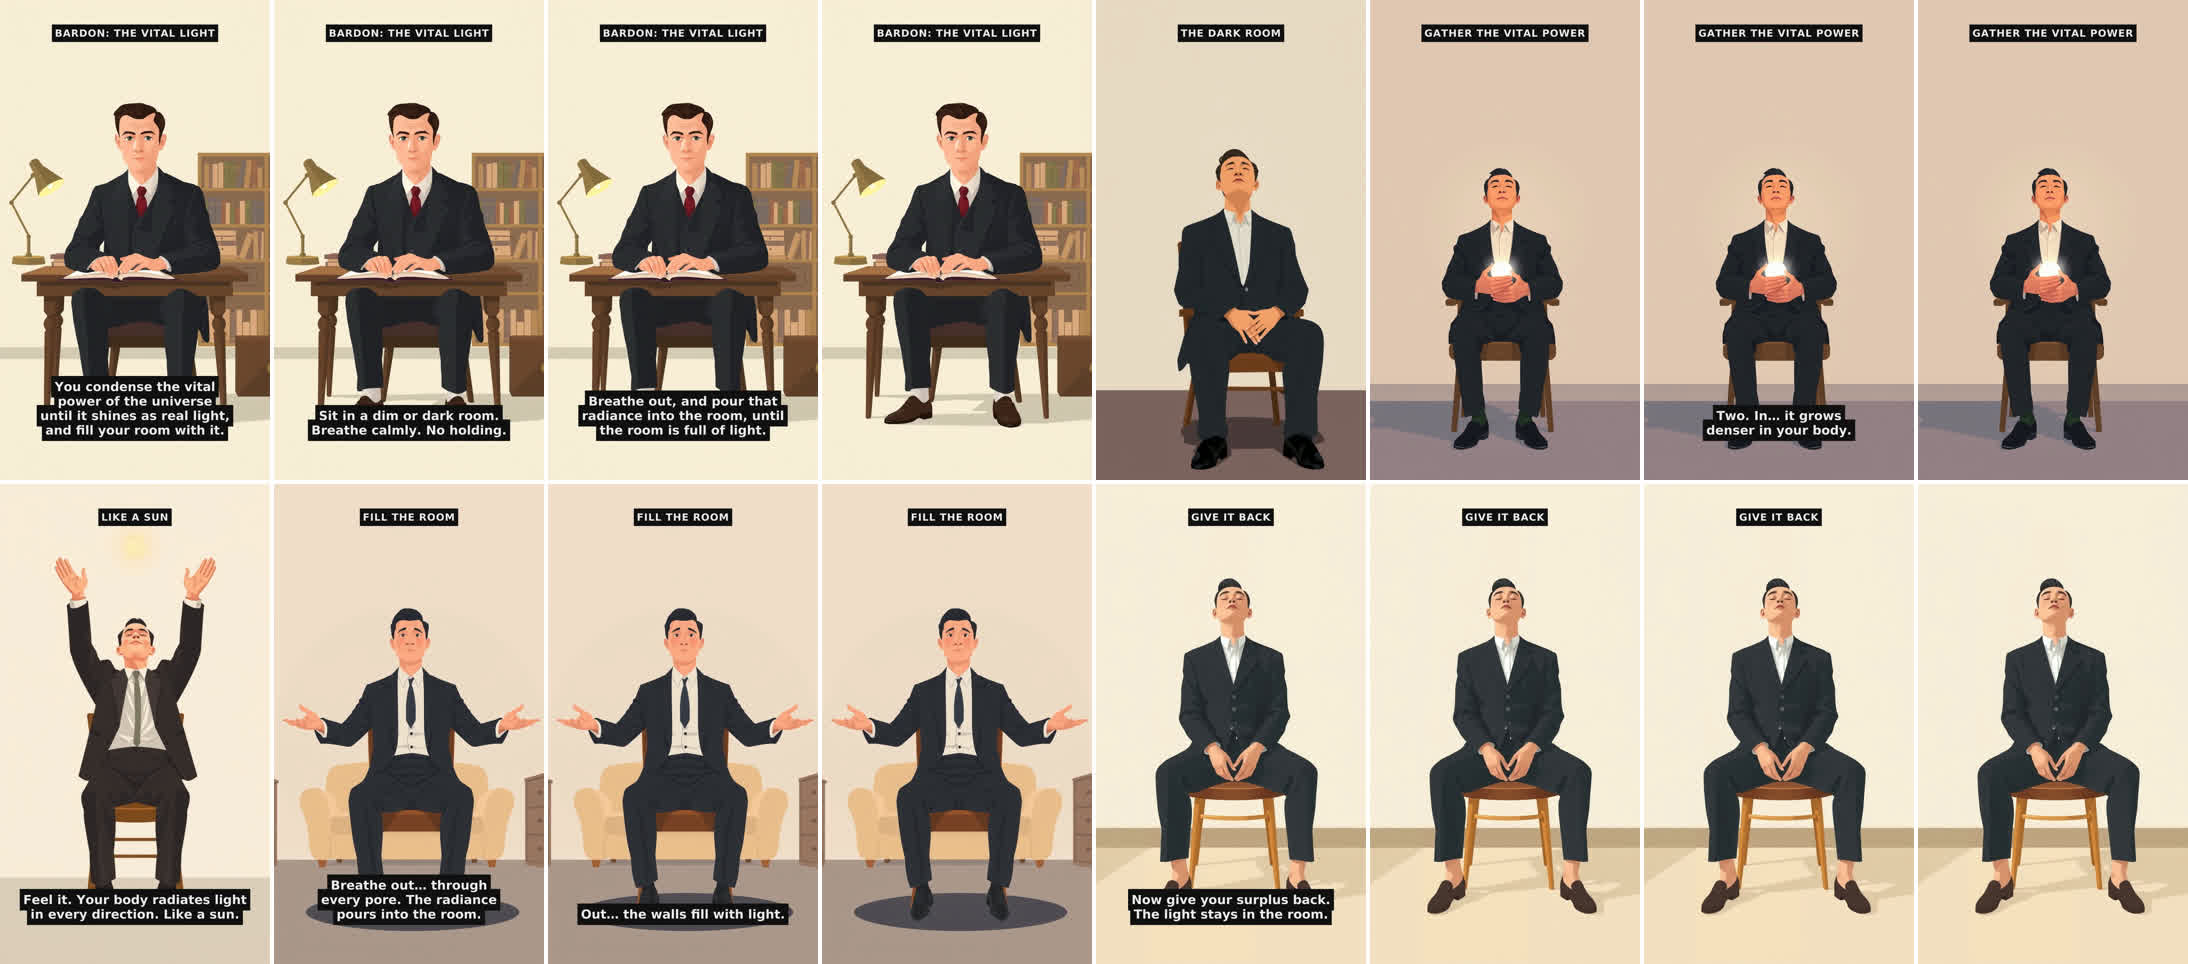 BARDON: THE VITAL LIGHT
You condense the vital
power of the universe
until it shines as real light,
and fill your room with it.
BARDON: THE VITAL LIGHT
Sit in a dim or dark room.
Breathe calmly. No holding.
BARDON: THE VITAL LIGHT
Breathe out, and pour that
radiance into the room, until
the room is full of light.
BARDON: THE VITAL LIGHT
THE DARK ROOM
GATHER THE VITAL POWER
GATHER THE VITAL POWER
Two. In... it grows
denser in your body.
GATHER THE VITAL POWER
LIKE A SUN
Feel it. Your body radiates light
in every direction. Like a sun.
FILL THE ROOM
Breathe out... through
every pore. The radiance
pours into the room.
FILL THE ROOM
Out... the walls fill with light.
FILL THE ROOM
GIVE IT BACK
Now give your surplus back.
The light stays in the room.
GIVE IT BACK
GIVE IT BACK